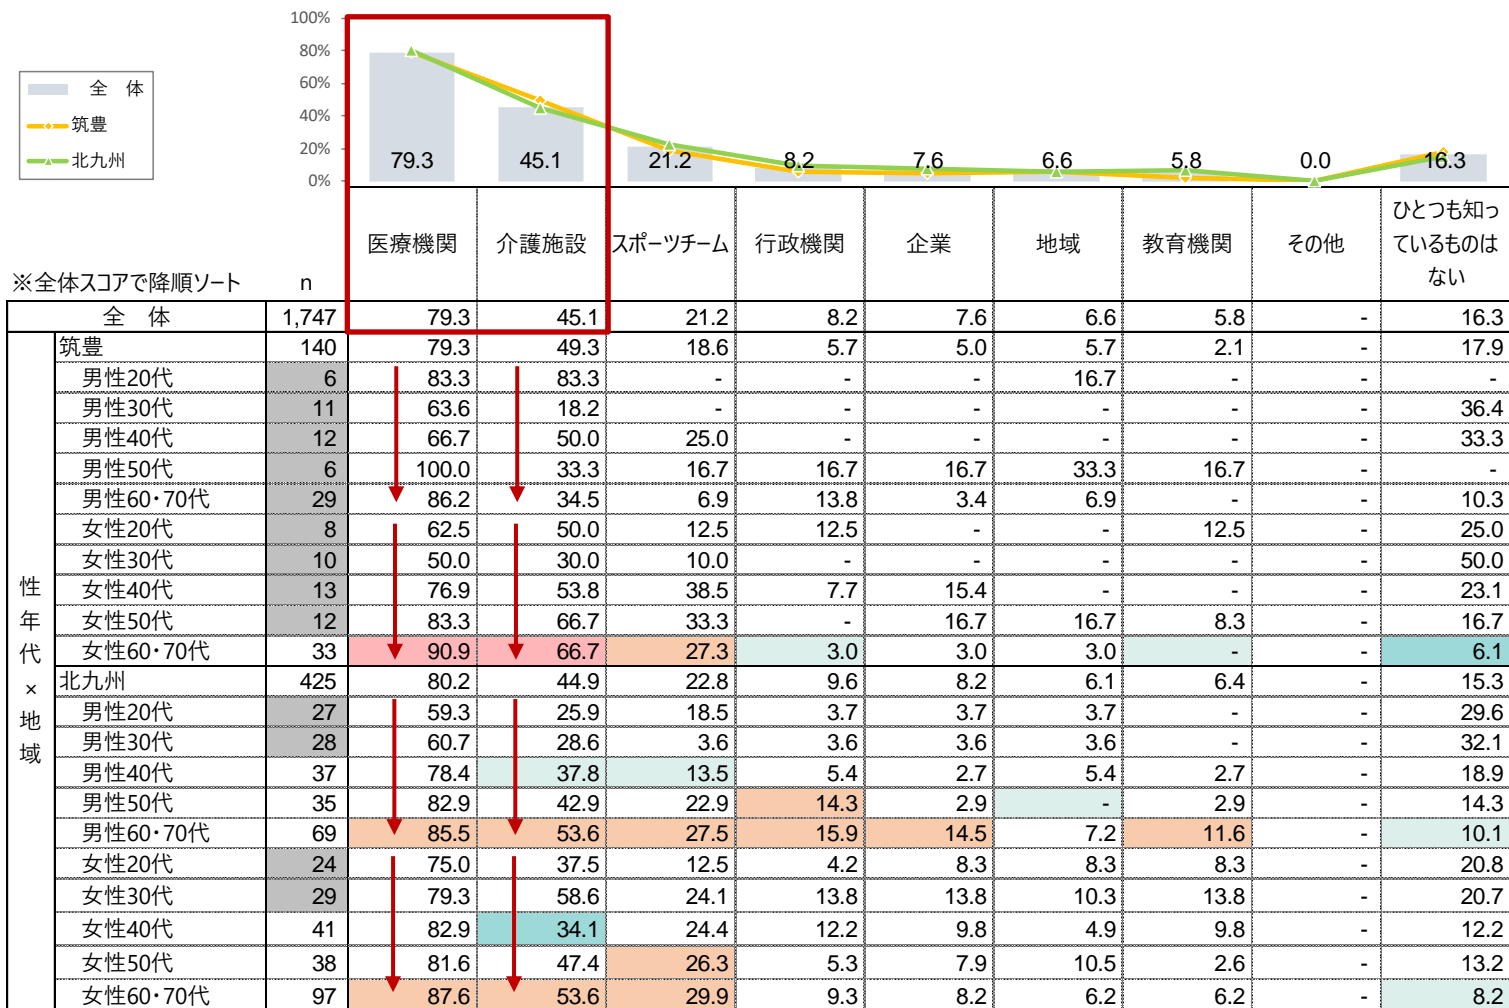 100%
80%
60%
40%
20%
0%
全 体
筑豊
北九州
79.3 45.1 21.2 8.2 7.6 6.6 5.8 0.0 16.3
※全体スコアで降順ソート n 医療機関 介護施設 スポーツチーム 行政機関 企業 地域 教育機関 その他 ひとつも知っ
ているものは
ない
全 体 1,747 79.3 45.1 21.2 8.2 7.6 6.6 5.8 - 16.3
性年代×地域
筑豊 140 79.3 49.3 18.6 5.7 5.0 5.7 2.1 - 17.9
男性20代 6 83.3 83.3 - - - 16.7 - - -
男性30代 11 63.6 18.2 - - - - - - 36.4
男性40代 12 66.7 50.0 25.0 - - - - - 33.3
男性50代 6 100.0 33.3 16.7 16.7 16.7 33.3 16.7 - -
男性60・70代 29 86.2 34.5 6.9 13.8 3.4 6.9 - - 10.3
女性20代 8 62.5 50.0 12.5 12.5 - - 12.5 - 25.0
女性30代 10 50.0 30.0 10.0 - - - - - 50.0
女性40代 13 76.9 53.8 38.5 7.7 15.4 - - - 23.1
女性50代 12 83.3 66.7 33.3 - 16.7 16.7 8.3 - 16.7
女性60・70代 33 90.9 66.7 27.3 3.0 3.0 3.0 - - 6.1
北九州 425 80.2 44.9 22.8 9.6 8.2 6.1 6.4 - 15.3
男性20代 27 59.3 25.9 18.5 3.7 3.7 3.7 - - 29.6
男性30代 28 60.7 28.6 3.6 3.6 3.6 3.6 - - 32.1
男性40代 37 78.4 37.8 13.5 5.4 2.7 5.4 2.7 - 18.9
男性50代 35 82.9 42.9 22.9 14.3 2.9 - 2.9 - 14.3
男性60・70代 69 85.5 53.6 27.5 15.9 14.5 7.2 11.6 - 10.1
女性20代 24 75.0 37.5 12.5 4.2 8.3 8.3 8.3 - 20.8
女性30代 29 79.3 58.6 24.1 13.8 13.8 10.3 13.8 - 20.7
女性40代 41 82.9 34.1 24.4 12.2 9.8 4.9 9.8 - 12.2
女性50代 38 81.6 47.4 26.3 5.3 7.9 10.5 2.6 - 13.2
女性60・70代 97 87.6 53.6 29.9 9.3 8.2 6.2 6.2 - 8.2